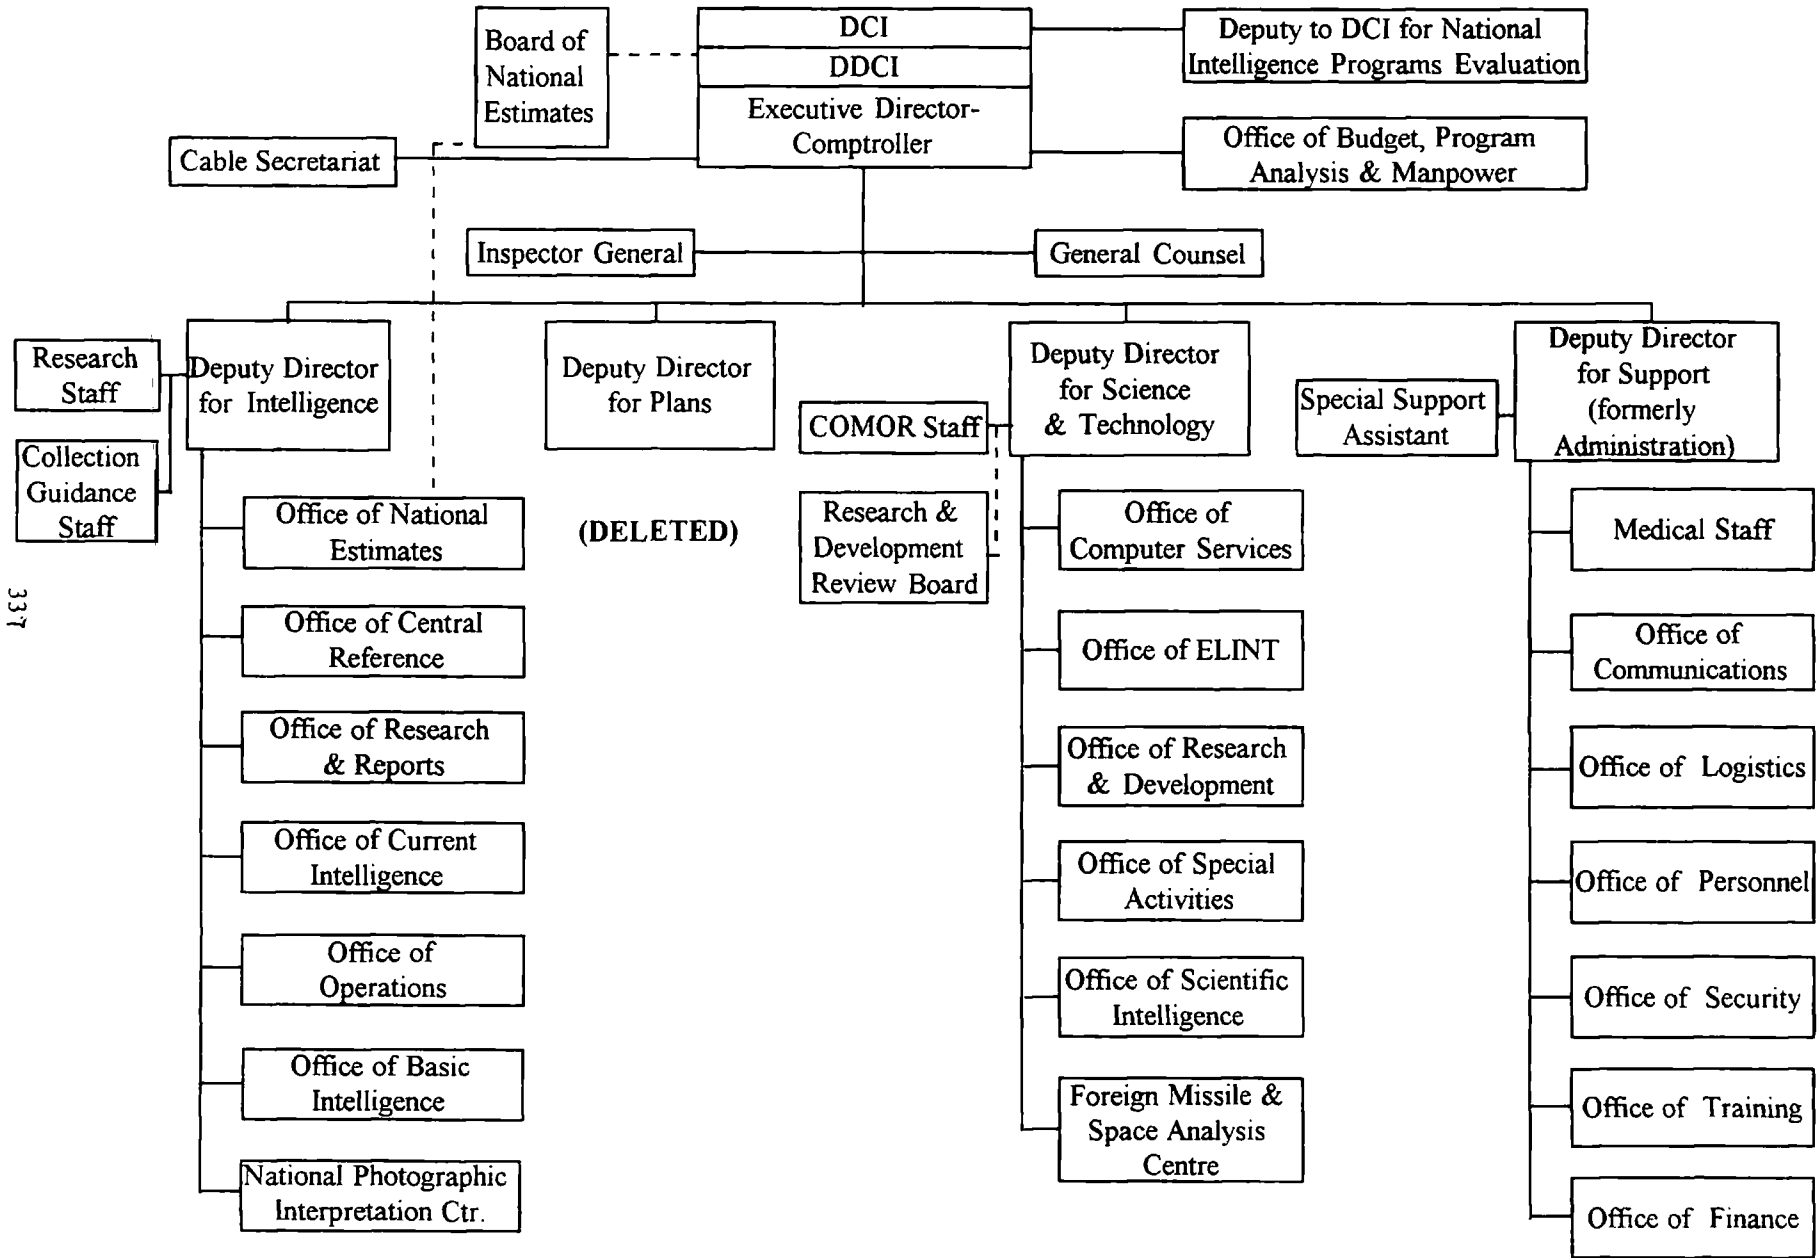 DCI
DDCI
Executive Director-
Comptroller
Board of
National
Estimates
Deputy to DCI for National
Intelligence Programs Evaluation
Cable Secretariat
Office of Budget, Program
Analysis & Manpower
Inspector General
General Counsel
Research
Staff
Collection
Guidance
Staff
Deputy Director
for Intelligence
Office of National
Estimates
Office of Central
Reference
Office of Research
& Reports
Office of Current
Intelligence
Office of
Operations
Office of Basic
Intelligence
National Photographic
Interpretation Ctr.
Deputy Director
for Plans
(DELETED)
Deputy Director
for Science
& Technology
COMOR Staff
Research &
Development
Review Board
Office of
Computer Services
Office of ELINT
Office of Research
& Development
Office of Special
Activities
Office of Scientific
Intelligence
Foreign Missile &
Space Analysis
Centre
Deputy Director
for Support
(formerly
Administration)
Special Support
Assistant
Medical Staff
Office of
Communications
Office of Logistics
Office of Personnel
Office of Security
Office of Training
Office of Finance
337